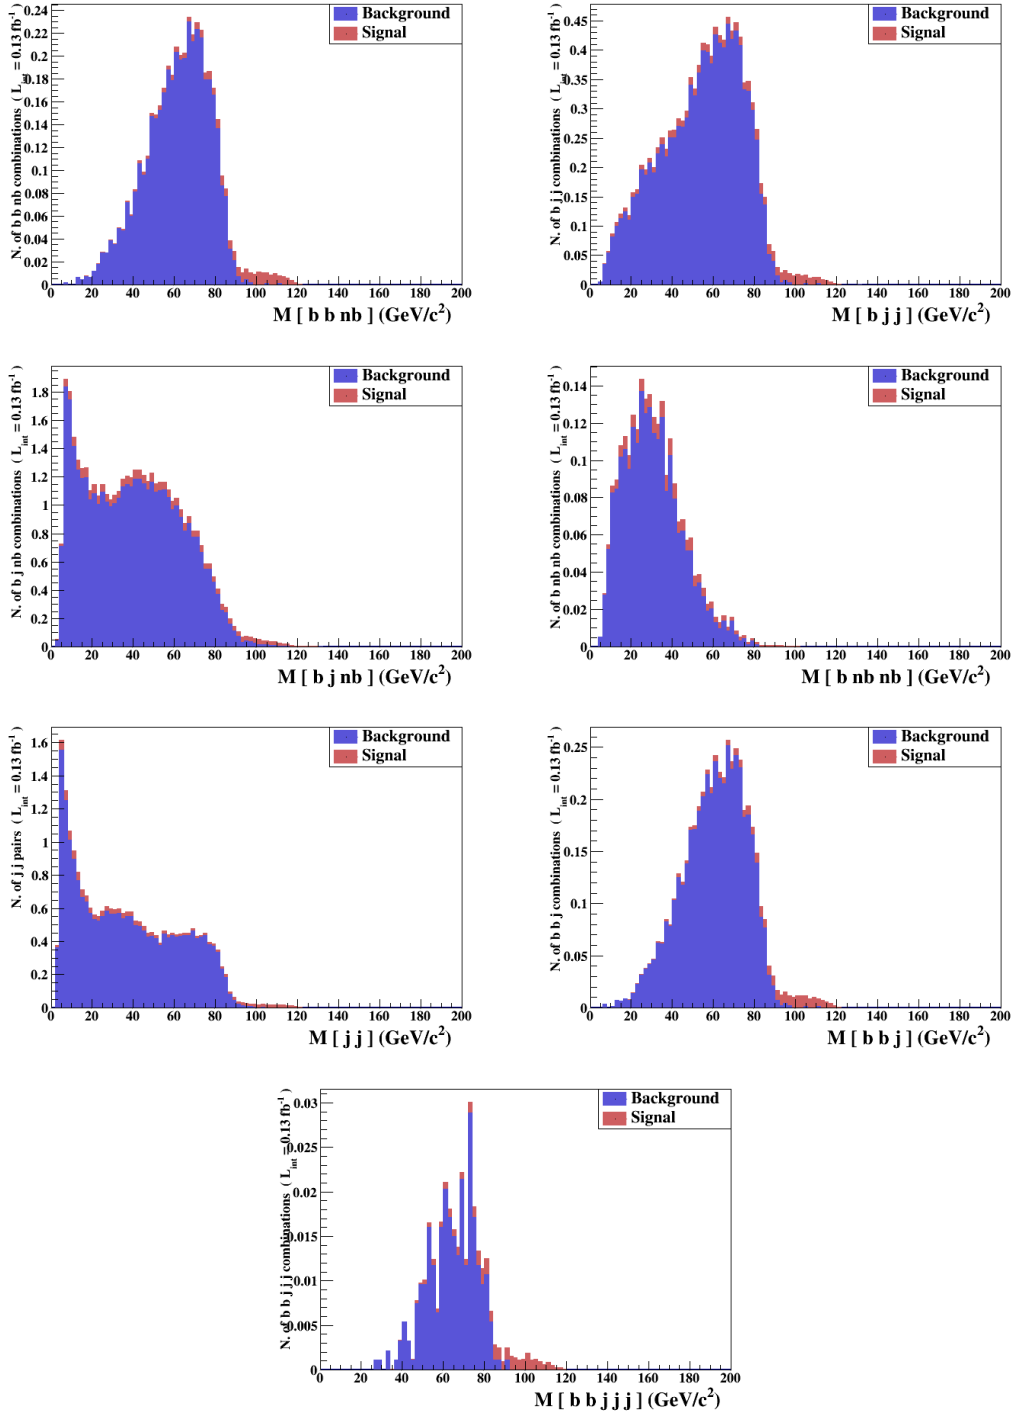 N. of b b nb combinations ( L_int = 0.13 fb^-1 )
0.24
0.22
0.2
0.18
0.16
0.14
0.12
0.1
0.08
0.06
0.04
0.02
0
Background
Signal
0 20 40 60 80 100 120 140 160 180 200
M [ b b nb ] (GeV/c^2)
N. of b j j combinations ( L_int = 0.13 fb^-1 )
0.45
0.4
0.35
0.3
0.25
0.2
0.15
0.1
0.05
0
Background
Signal
0 20 40 60 80 100 120 140 160 180 200
M [ b j j ] (GeV/c^2)
N. of b j nb combinations ( L_int = 0.13 fb^-1 )
1.8
1.6
1.4
1.2
1
0.8
0.6
0.4
0.2
0
Background
Signal
0 20 40 60 80 100 120 140 160 180 200
M [ b j nb ] (GeV/c^2)
N. of b nb nb combinations ( L_int = 0.13 fb^-1 )
0.14
0.12
0.1
0.08
0.06
0.04
0.02
0
Background
Signal
0 20 40 60 80 100 120 140 160 180 200
M [ b nb nb ] (GeV/c^2)
N. of j j pairs ( L_int = 0.13 fb^-1 )
1.6
1.4
1.2
1
0.8
0.6
0.4
0.2
0
Background
Signal
0 20 40 60 80 100 120 140 160 180 200
M [ j j ] (GeV/c^2)
N. of b b j combinations ( L_int = 0.13 fb^-1 )
0.25
0.2
0.15
0.1
0.05
0
Background
Signal
0 20 40 60 80 100 120 140 160 180 200
M [ b b j ] (GeV/c^2)
N. of b b j j j combinations ( L_int = 0.13 fb^-1 )
0.03
0.025
0.02
0.015
0.01
0.005
0
Background
Signal
0 20 40 60 80 100 120 140 160 180 200
M [ b b j j j ] (GeV/c^2)